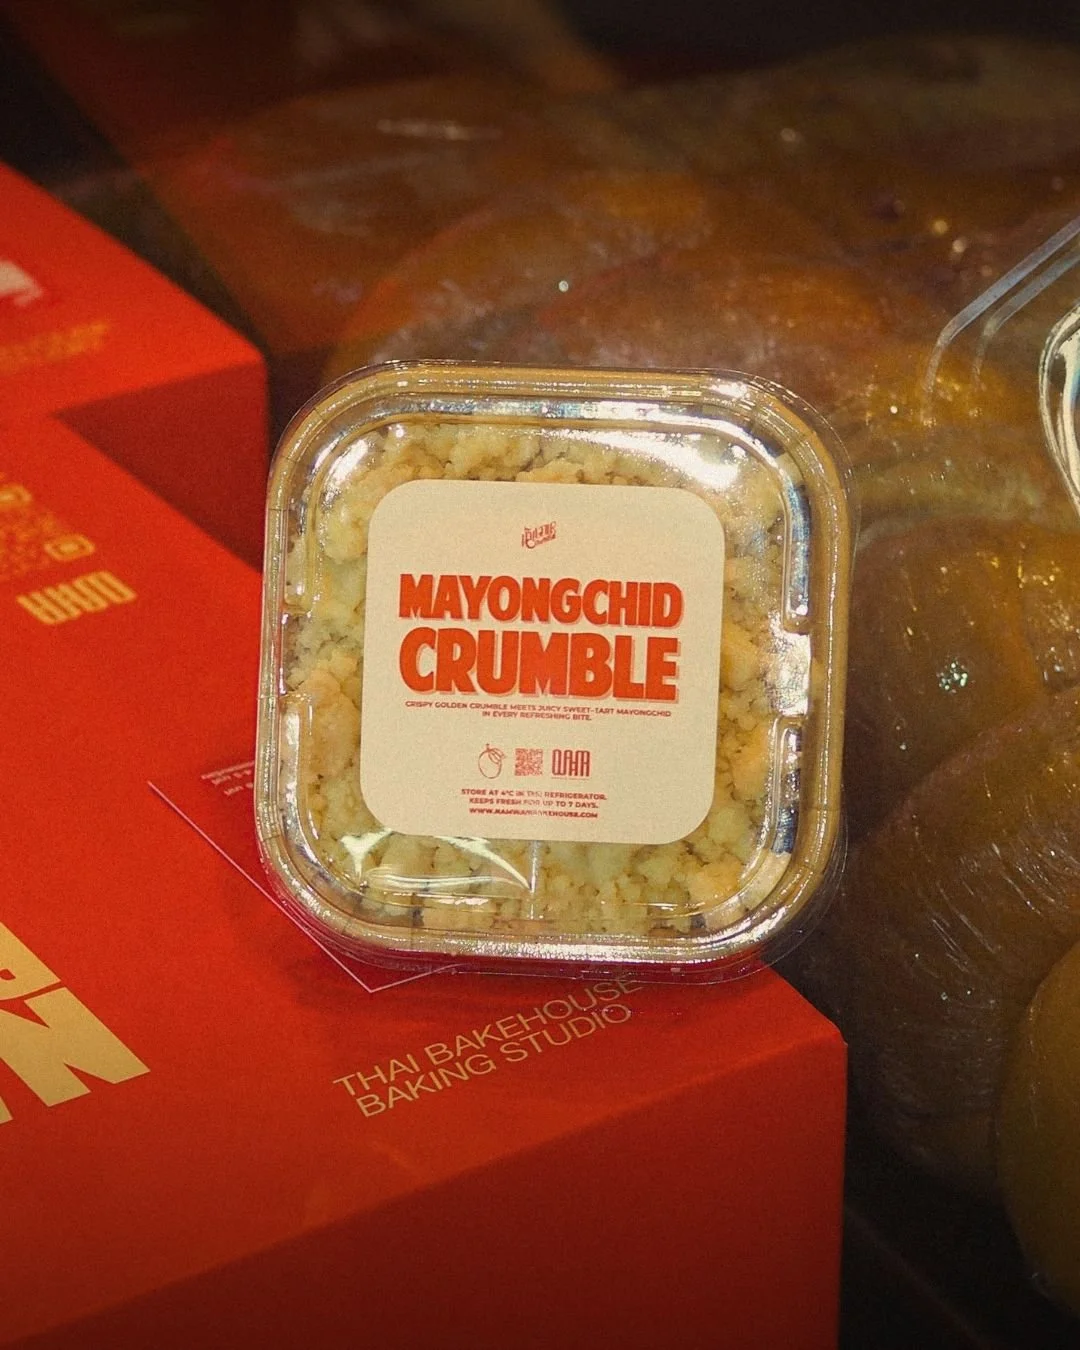 MAYONGCHID
CRUMBLE
CRISPY GOLDEN CRUMBLE MEETS JUICY SWEET-TART MAYONGCHID
IN EVERY REFRESHING BITE.
STORE AT 4°C IN THE REFRIGERATOR.
KEEPS FRESH FOR UP TO 7 DAYS.
THAI BAKEHOUSE
BAKING STUDIO